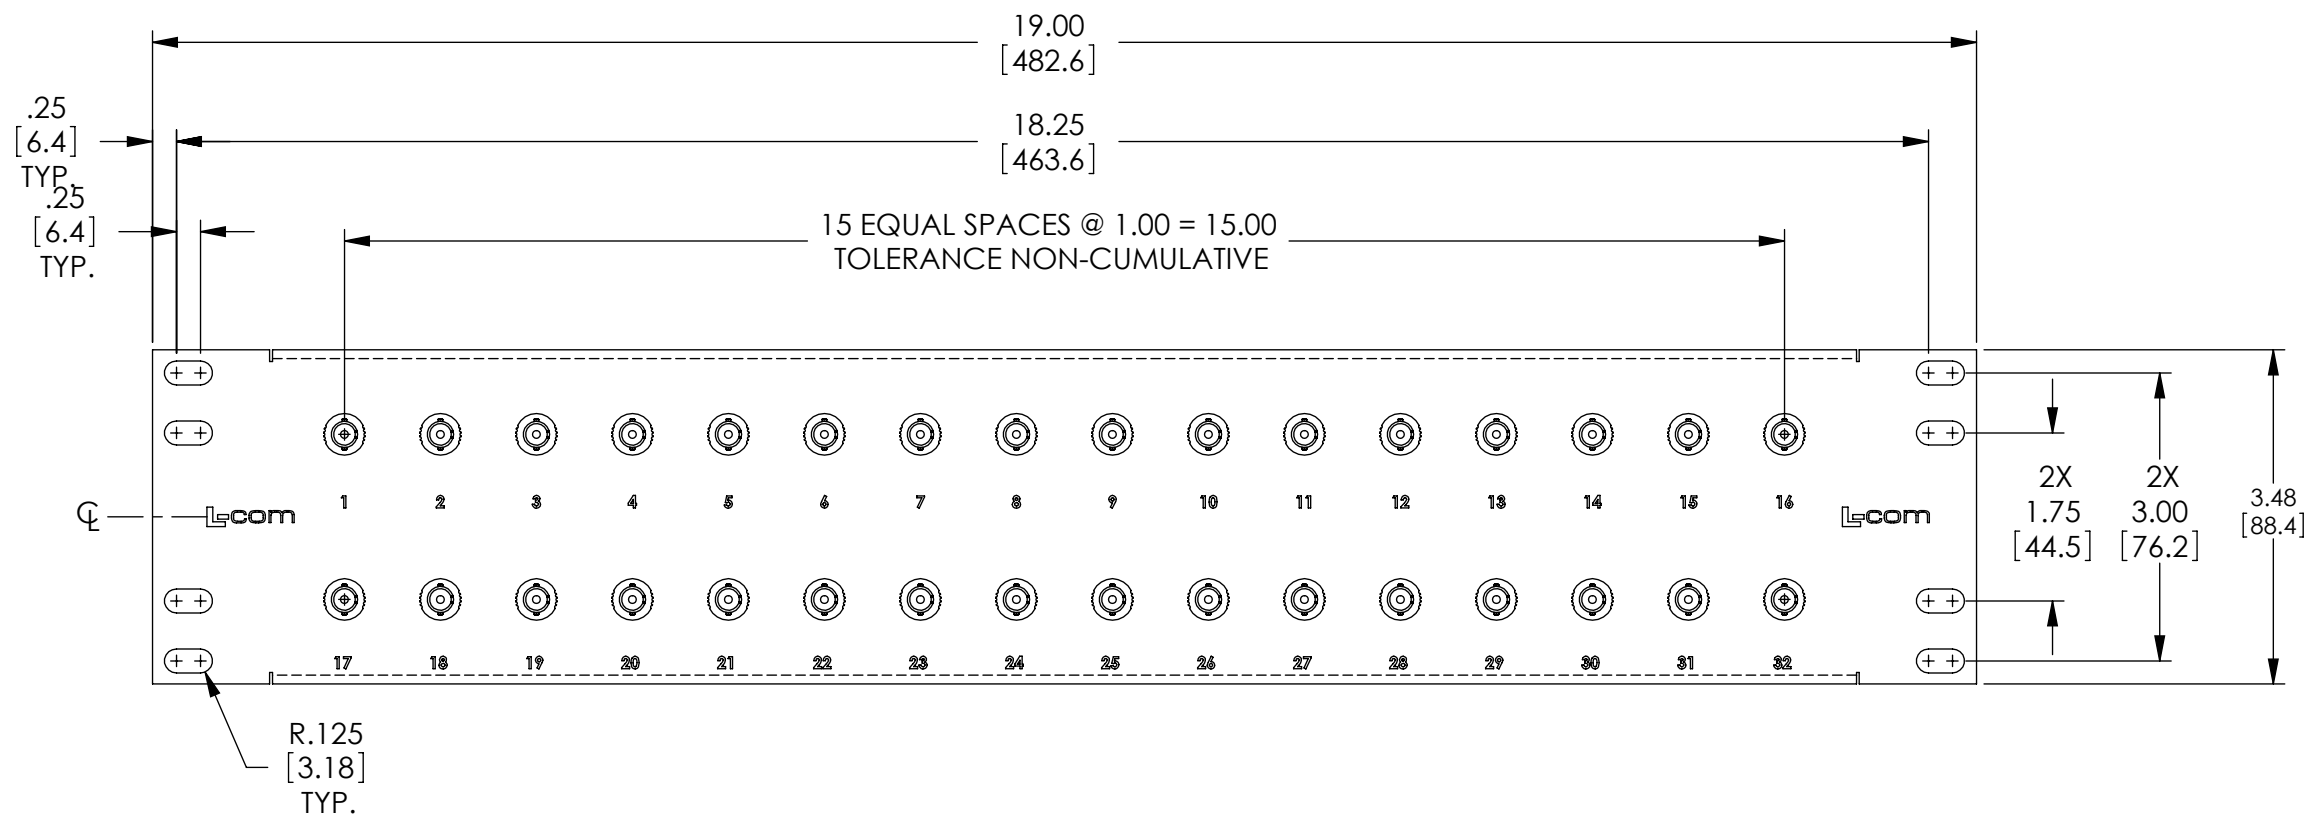 19.00
[482.6]
.25
[6.4]
TYP.
18.25
[463.6]
.25
[6.4]
TYP.
15 EQUAL SPACES @ 1.00 = 15.00
TOLERANCE NON-CUMULATIVE
1 2 3 4 5 6 7 8 9 10 11 12 13 14 15 16
℄
L-com
L-com
2X
1.75
[44.5]
2X
3.00
[76.2]
3.48
[88.4]
17 18 19 20 21 22 23 24 25 26 27 28 29 30 31 32
R.125
[3.18]
TYP.